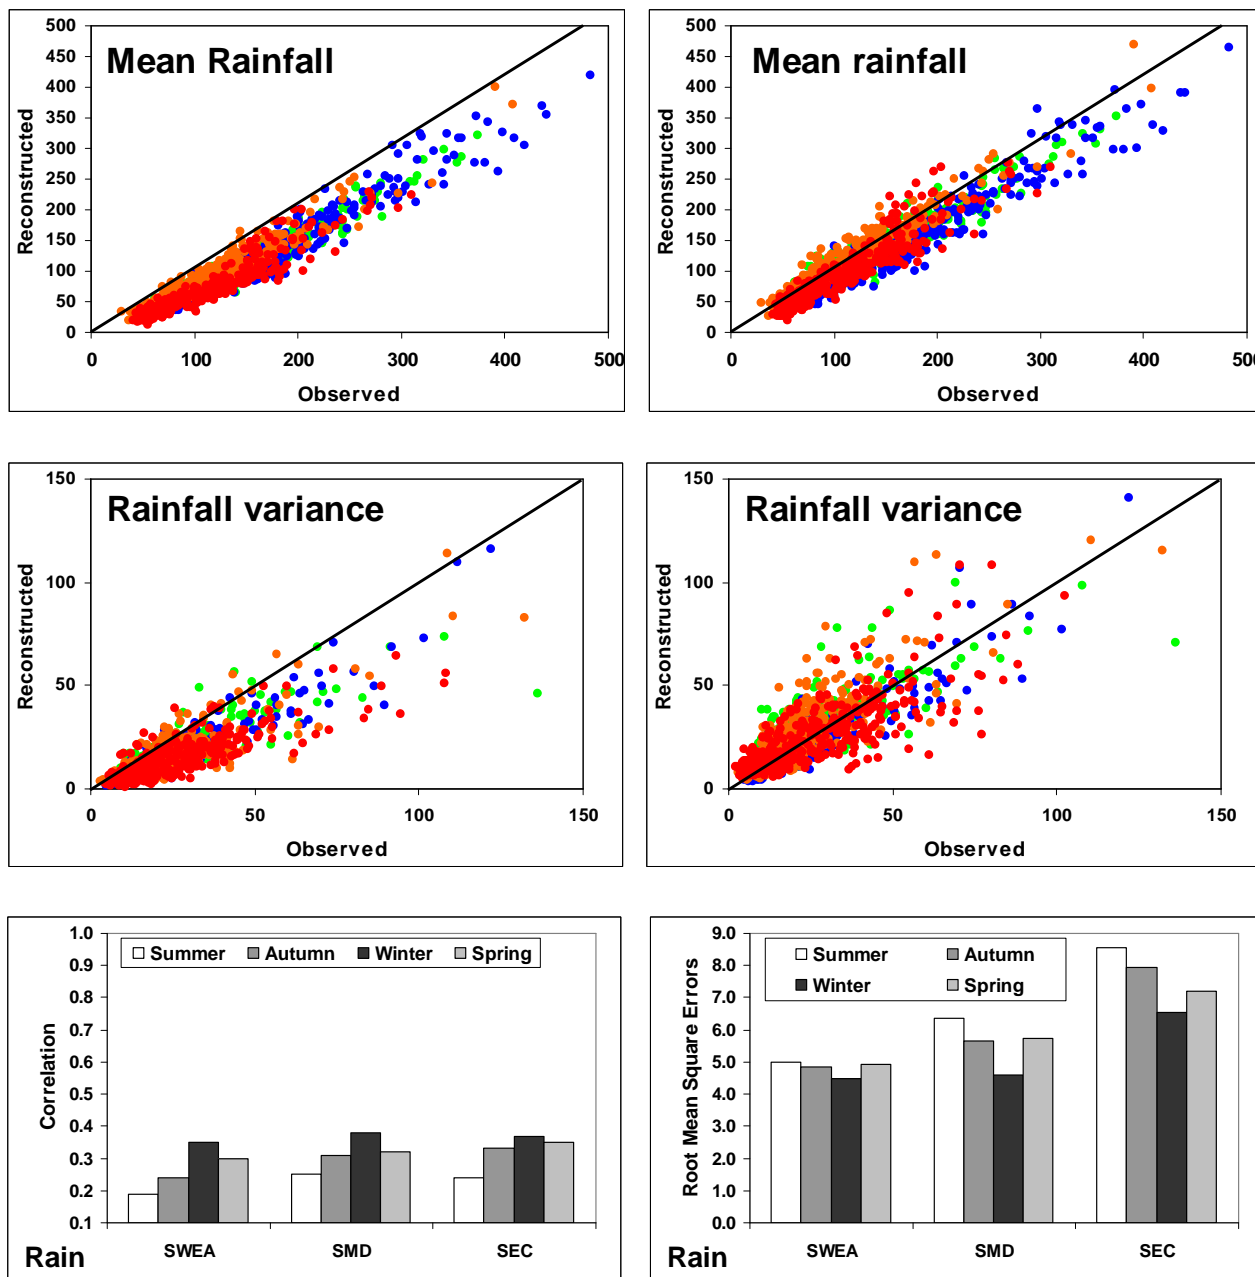 Mean Rainfall
500
450
400
350
300
250
200
150
100
50
0
Reconstructed
0 100 200 300 400 500
Observed
Mean rainfall
500
450
400
350
300
250
200
150
100
50
0
Reconstructed
0 100 200 300 400 500
Observed
Rainfall variance
150
100
50
0
Reconstructed
0 50 100 150
Observed
Rainfall variance
150
100
50
0
Reconstructed
0 50 100 150
Observed
Summer Autumn Winter Spring
1.0
0.9
0.8
0.7
0.6
0.5
0.4
0.3
0.2
0.1
Correlation
SWEA SMD SEC
Rain
Summer Autumn
Winter Spring
9.0
8.0
7.0
6.0
5.0
4.0
3.0
2.0
1.0
0.0
Root Mean Square Errors
SWEA SMD SEC
Rain